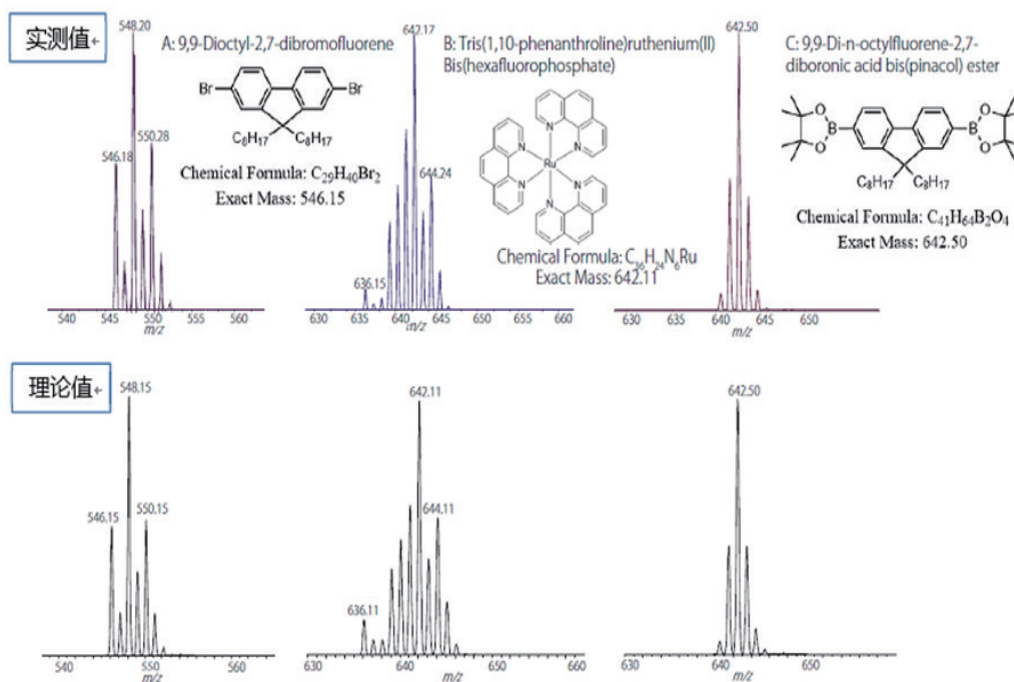 实测值
548.20
546.18
550.28
A: 9,9-Dioctyl-2,7-dibromofluorene
Br
Br
C8H17 C8H17
Chemical Formula: C29H40Br2
Exact Mass: 546.15
540 545 550 555 560
m/z
642.17
644.24
636.15
B: Tris(1,10-phenanthroline)ruthenium(II)
Bis(hexafluorophosphate)
N
N
N
Ru
N
N
N
Chemical Formula: C36H24N6Ru
Exact Mass: 642.11
630 635 640 645 650 655 660
m/z
642.50
C: 9,9-Di-n-octylfluorene-2,7-
diboronic acid bis(pinacol) ester
O
B
O
O
B
O
C8H17 C8H17
Chemical Formula: C41H64B2O4
Exact Mass: 642.50
630 635 640 645 650
m/z
理论值
548.15
546.15
550.15
540 550 560
m/z
642.11
644.11
636.11
630 640 650 660
m/z
642.50
630 640 650
m/z